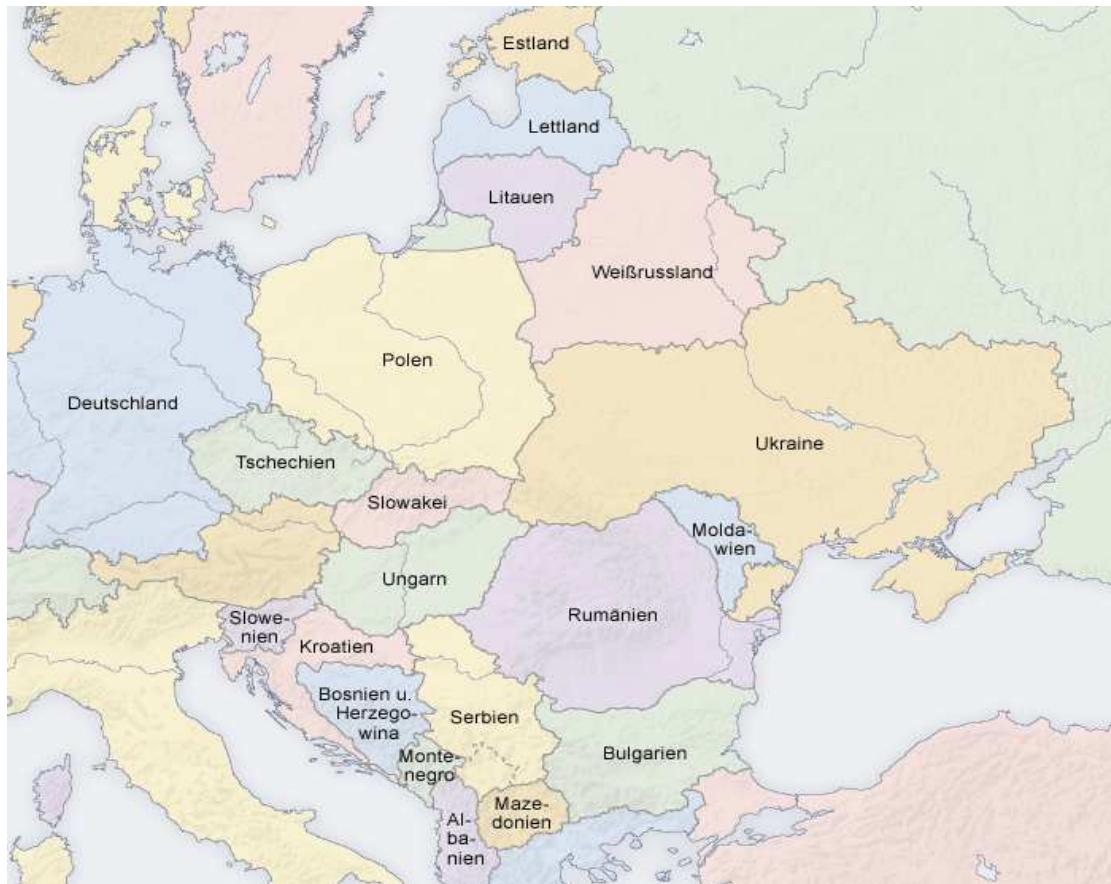 Estland
Lettland
Litauen
Weißrussland
Polen
Deutschland
Ukraine
Tschechien
Slowakei
Molda-
wien
Ungarn
Rumänien
Slowe-
nien
Kroatien
Bosnien u.
Herzego-
wina
Serbien
Bulgarien
Monte-
negro
Maze-
donien
Al-
ba-
nien